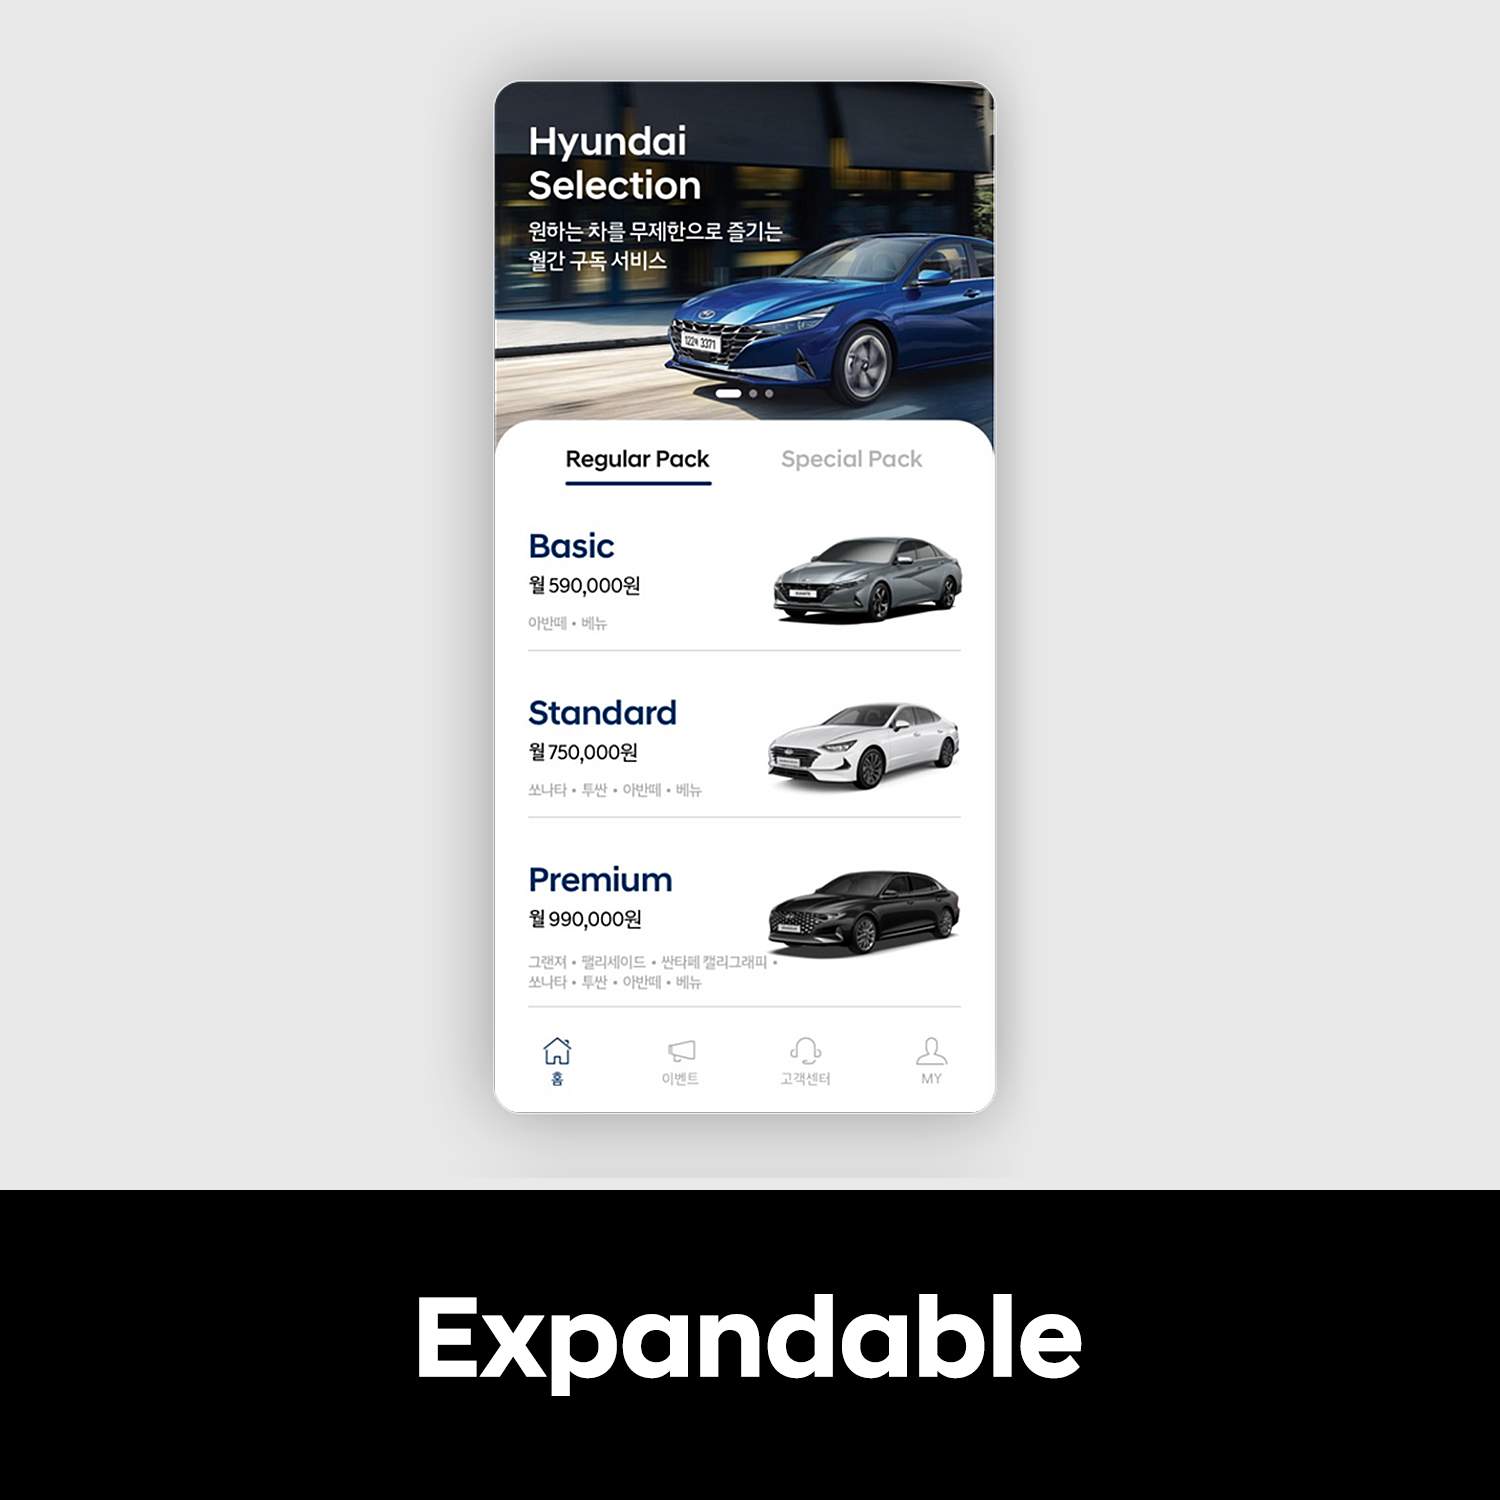 Hyundai
Selection
원하는 차를 무제한으로 즐기는
월간 구독 서비스
Regular Pack
Special Pack
Basic
월 590,000원
아반떼 • 베뉴
Standard
월 750,000원
쏘나타 • 투싼 • 아반떼 • 베뉴
Premium
월 990,000원
그랜져 • 팰리세이드 • 싼타페 캘리그래피 •
쏘나타 • 투싼 • 아반떼 • 베뉴
홈
이벤트
고객센터
MY
Expandable